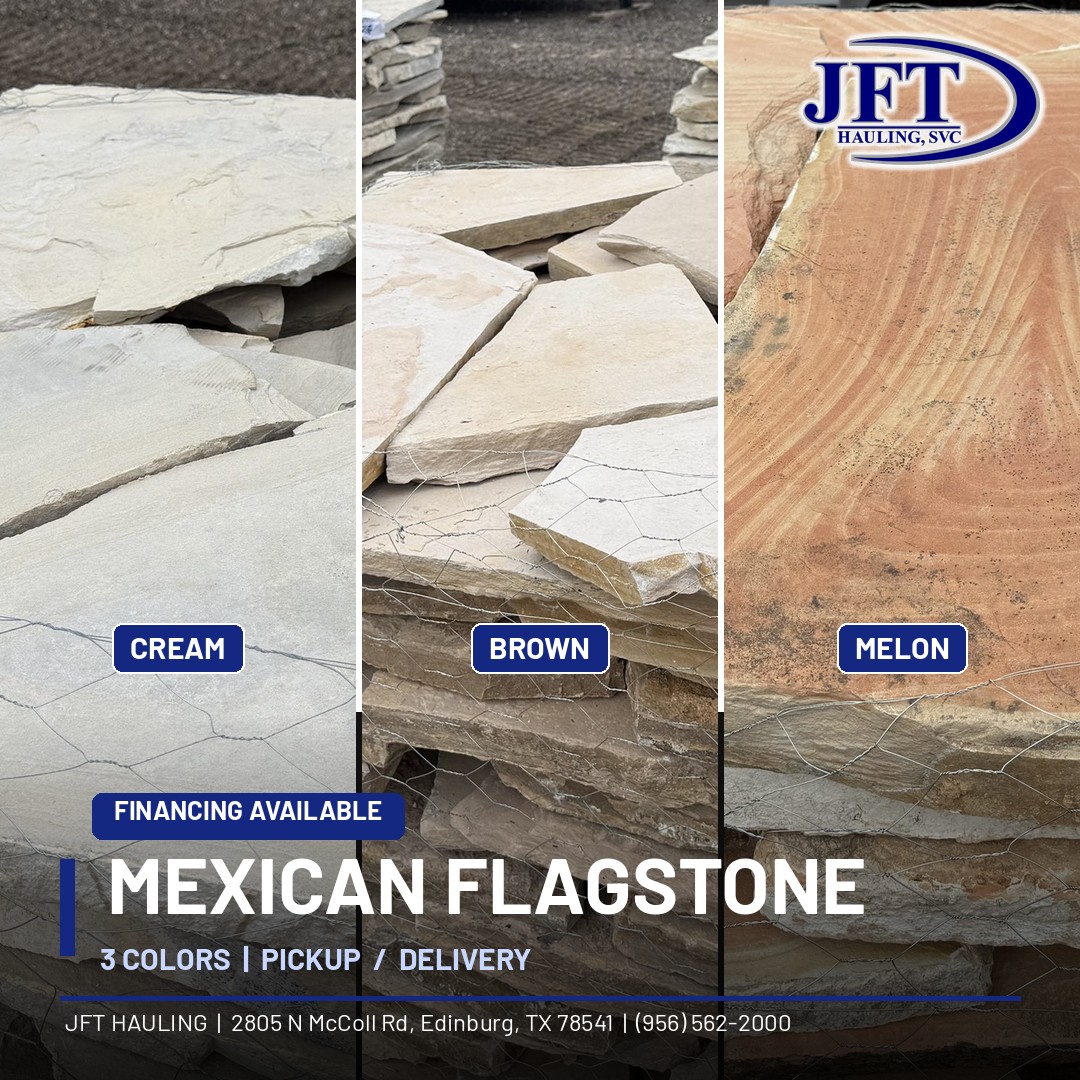 JFT
HAULING, SVC
CREAM
BROWN
MELON
FINANCING AVAILABLE
MEXICAN FLAGSTONE
3 COLORS | PICKUP / DELIVERY
JFT HAULING | 2805 N McColl Rd, Edinburg, TX 78541 | (956) 562-2000